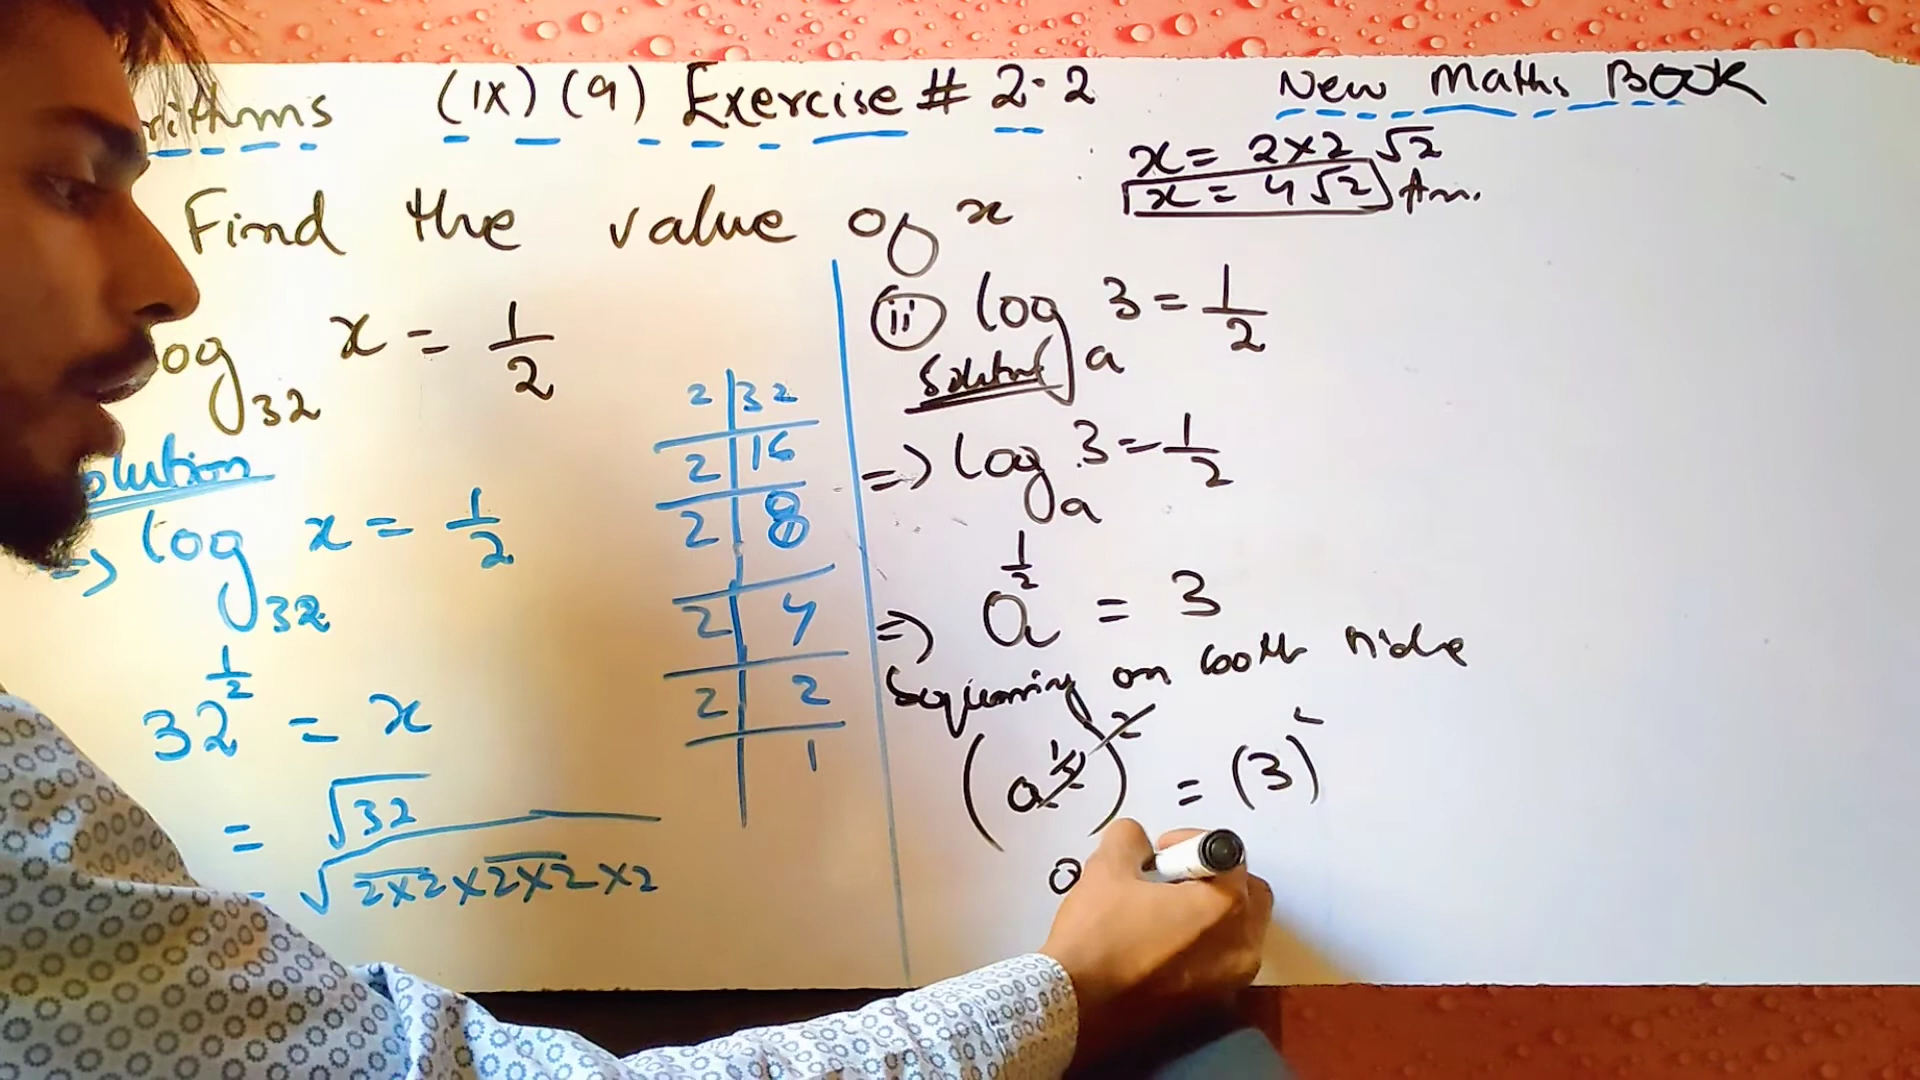 rithms (IX) (9) Exercise # 2.2 New Maths Book
Find the value of x
og₃₂ x = 1/2
olution
=> log₃₂ x = 1/2
32^(1/2) = x
= √32
= √(2×2×2×2×2)
2 | 32
2 | 16
2 | 8
2 | 4
2 | 2
| 1
x = 2×2√2
x = 4√2 Ans.
(ii) logₐ 3 = 1/2
=> logₐ 3 = 1/2
=> a^(1/2) = 3
on both side
(a^(1/2))² = (3)²
a